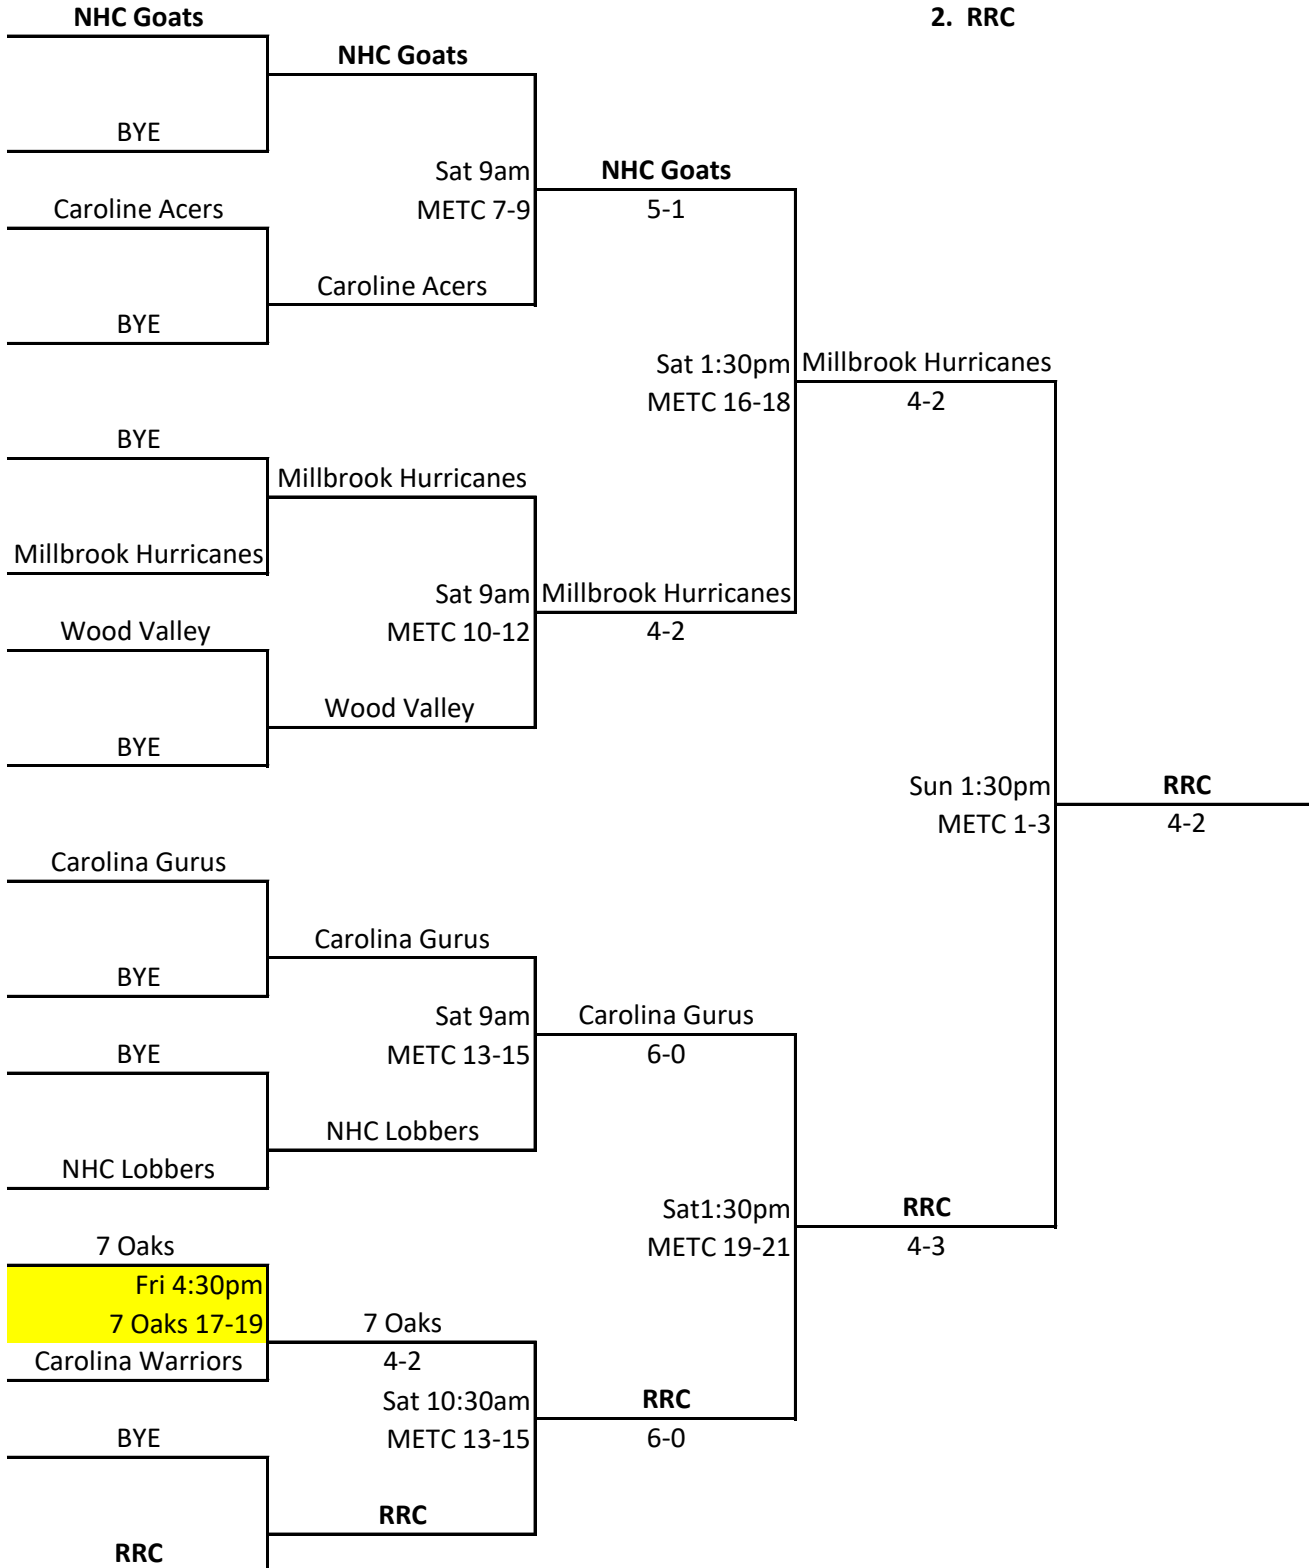 NHC Goats
2. RRC
NHC Goats
BYE
Sat 9am
NHC Goats
Caroline Acers
METC 7-9
5-1
Caroline Acers
BYE
Sat 1:30pm
Millbrook Hurricanes
METC 16-18
4-2
BYE
Millbrook Hurricanes
Millbrook Hurricanes
Sat 9am
Millbrook Hurricanes
Wood Valley
METC 10-12
4-2
Wood Valley
BYE
Sun 1:30pm
RRC
METC 1-3
4-2
Carolina Gurus
Carolina Gurus
BYE
Sat 9am
Carolina Gurus
BYE
METC 13-15
6-0
NHC Lobbers
NHC Lobbers
Sat1:30pm
RRC
7 Oaks
METC 19-21
4-3
Fri 4:30pm
7 Oaks 17-19
7 Oaks
Carolina Warriors
4-2
Sat 10:30am
RRC
BYE
METC 13-15
6-0
RRC
RRC